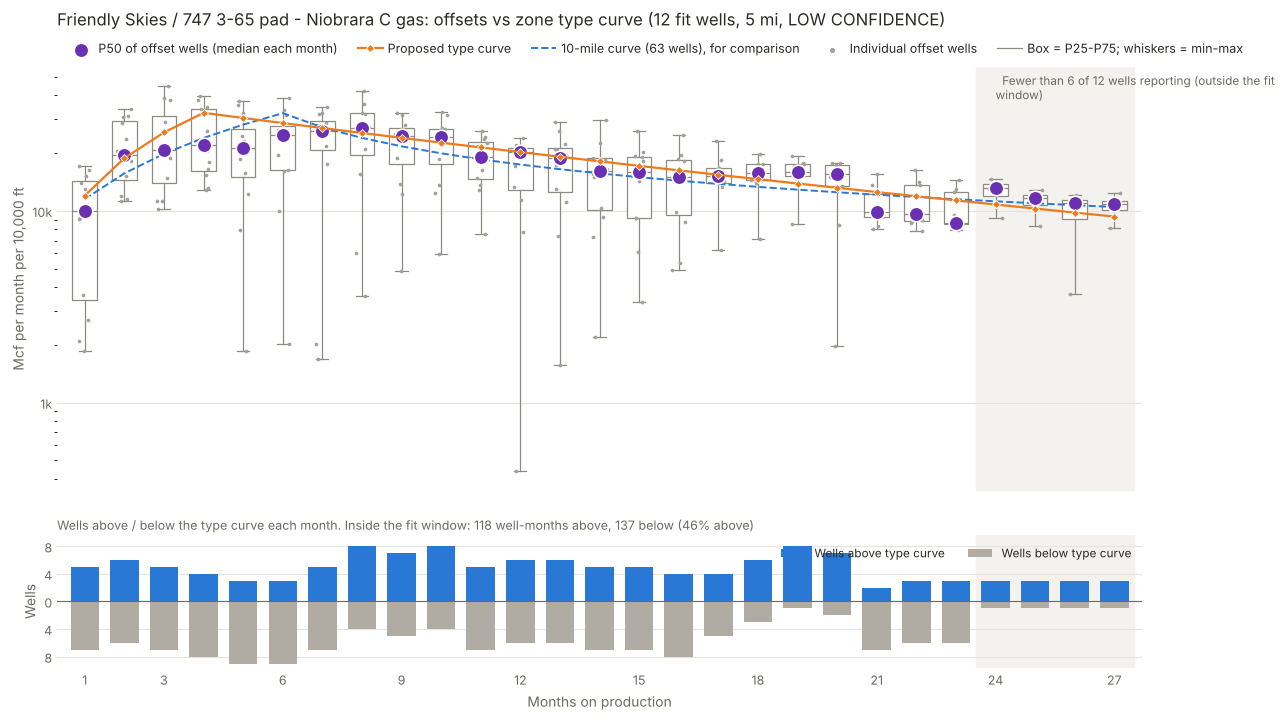 Friendly Skies / 747 3-65 pad - Niobrara C gas: offsets vs zone type curve (12 fit wells, 5 mi, LOW CONFIDENCE)
P50 of offset wells (median each month) Proposed type curve 10-mile curve (63 wells), for comparison Individual offset wells Box = P25-P75; whiskers = min-max
Fewer than 6 of 12 wells reporting (outside the fit
window)
Mcf per month per 10,000 ft
10k
1k
Wells above / below the type curve each month. Inside the fit window: 118 well-months above, 137 below (46% above)
Wells above type curve Wells below type curve
Wells
8
4
0
4
8
1 3 6 9 12 15 18 21 24 27
Months on production